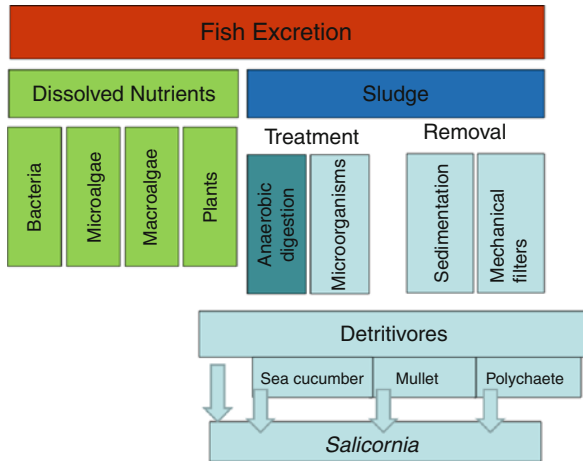 Fish Excretion
Dissolved Nutrients
Sludge
Treatment
Removal
Bacteria
Microalgae
Macroalgae
Plants
Anaerobic
digestion
Microorganisms
Sedimentation
Mechanical
filters
Detritivores
Sea cucumber
Mullet
Polychaete
Salicornia